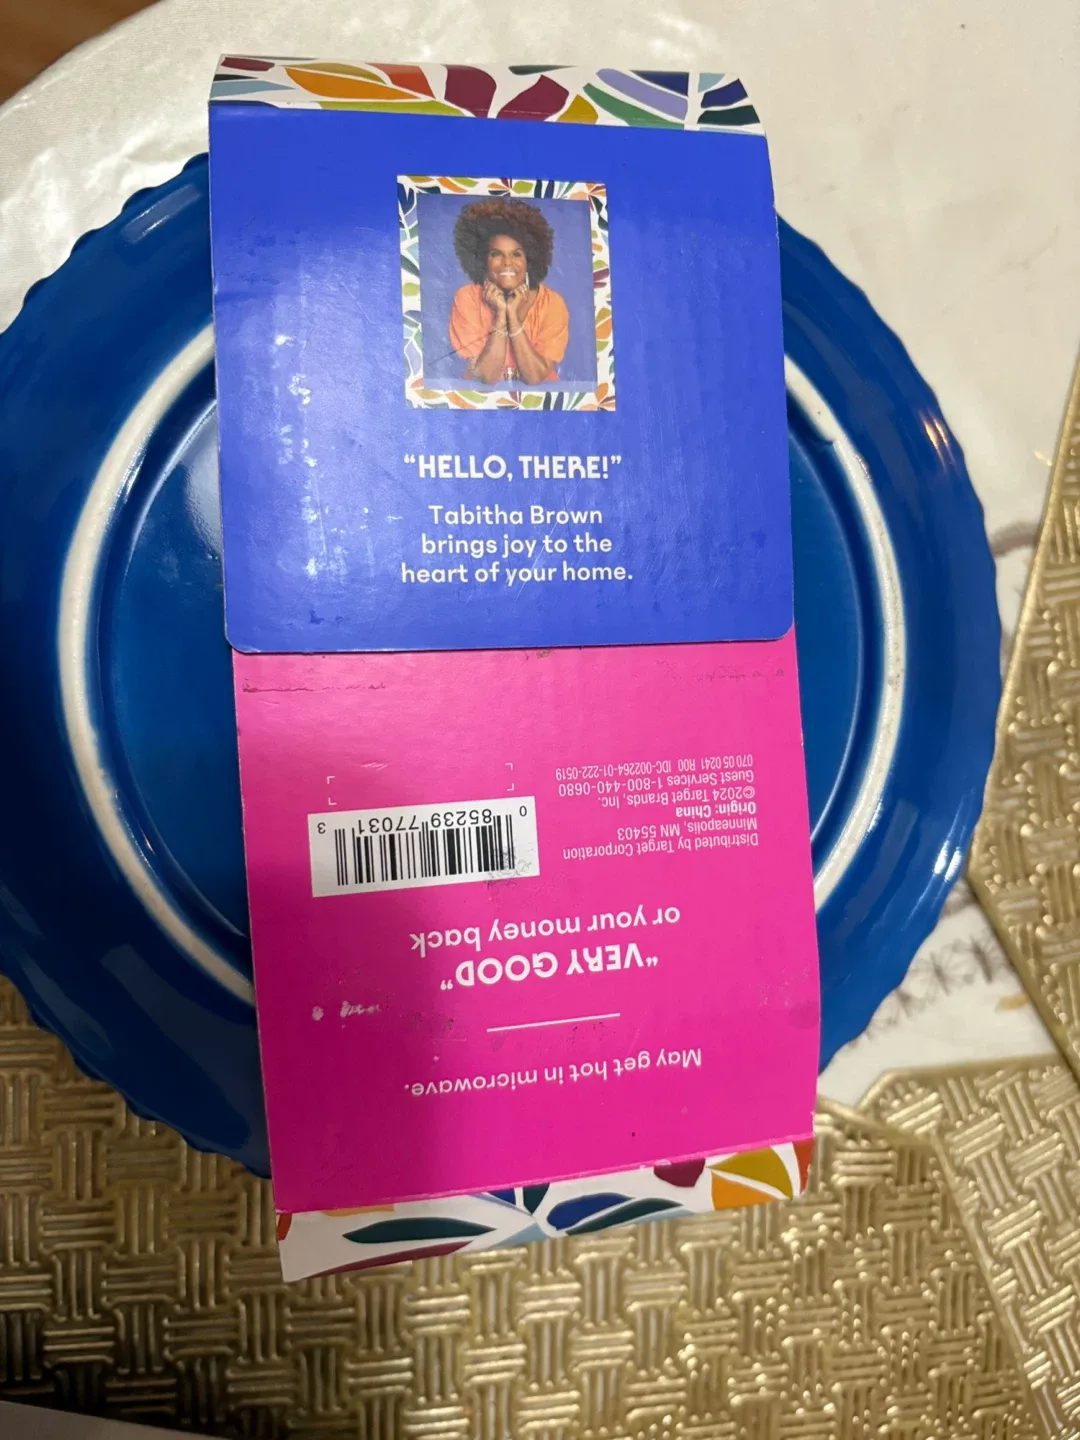 “HELLO, THERE!”
Tabitha Brown
brings joy to the
heart of your home.
May get hot in microwave.
“VERY GOOD”
or your money back
Distributed by Target Corporation
Minneapolis, MN 55403
Origin: China
©2024 Target Brands, Inc.
Guest Services 1-800-440-0680
070 05 0241 R00 IDC-002264-01-222-0519
0 85239 77031 3